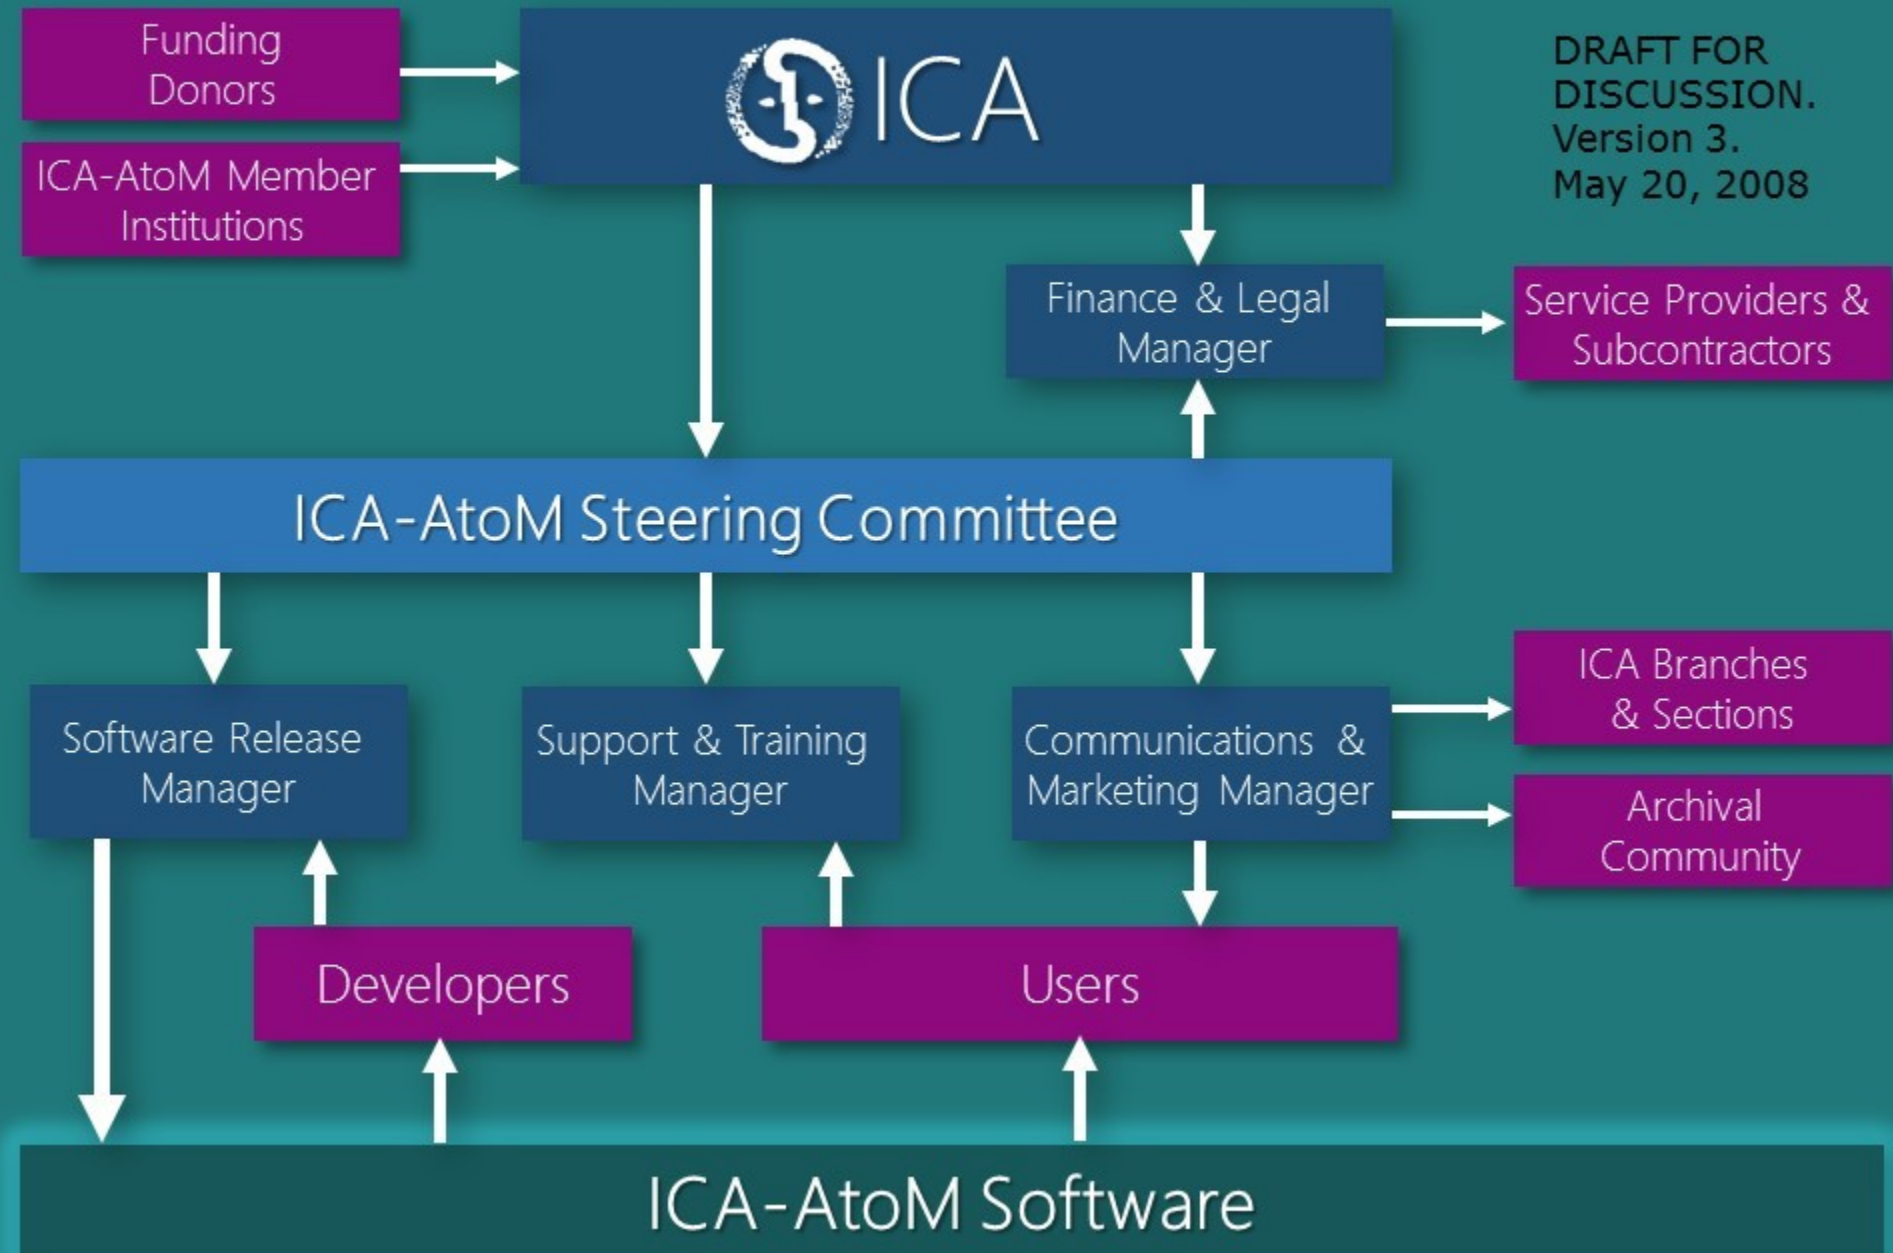 Funding
Donors
ICA
DRAFT FOR
DISCUSSION.
Version 3.
May 20, 2008
ICA-AtoM Member
Institutions
Finance & Legal
Manager
Service Providers &
Subcontractors
ICA-AtoM Steering Committee
Software Release
Manager
Support & Training
Manager
Communications &
Marketing Manager
ICA Branches
& Sections
Archival
Community
Developers
Users
ICA-AtoM Software